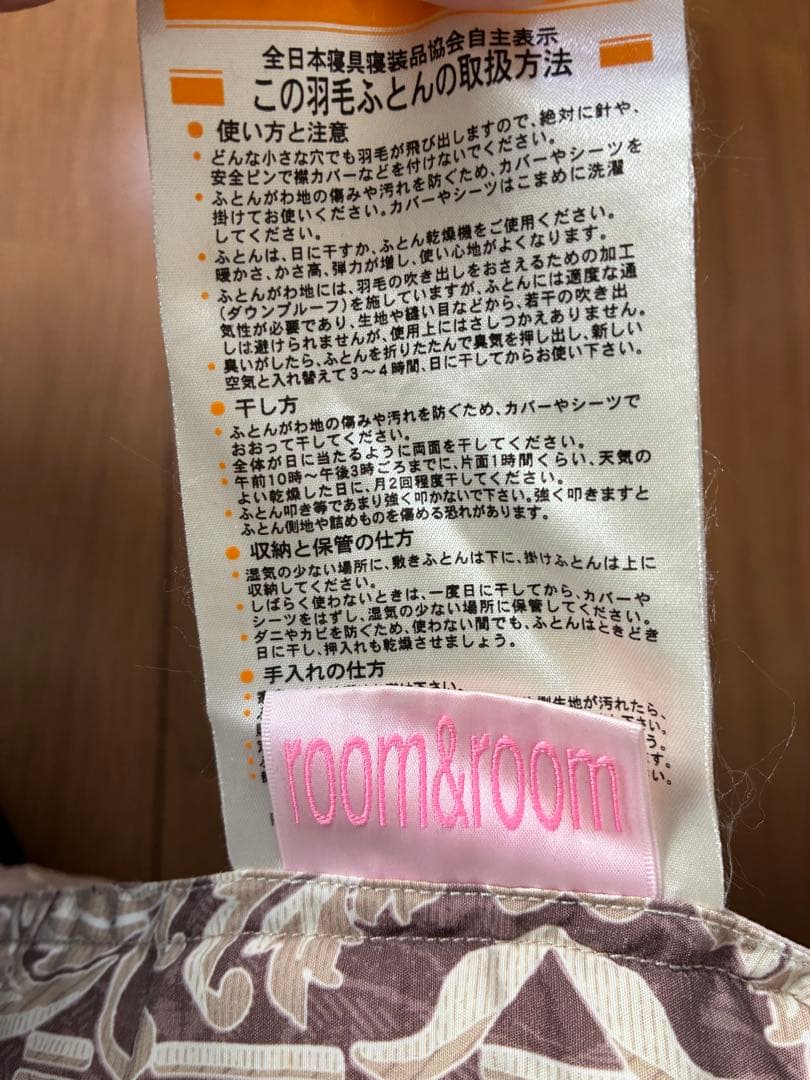 全日本寝具寝装品協会自主表示
この羽毛ふとんの取扱方法
● 使い方と注意
• どんな小さな穴でも羽毛が飛び出しますので、絶対に針や、
安全ピンで襟カバーなどを付けないでください。
• ふとんがわ地の傷みや汚れを防ぐため、カバーやシーツを
掛けてお使いください。カバーやシーツはこまめに洗濯
してください。
• ふとんは、日に干すか、ふとん乾燥機をご使用ください。
暖かさ、かさ高、弾力が増し、使い心地がよくなります。
• ふとんがわ地には、羽毛の吹き出しをおさえるための加工
(ダウンプルーフ)を施していますが、ふとんには適度な通
気性が必要であり、生地や縫い目などから、若干の吹き出
しは避けられませんが、使用上にはさしつかえありません。
• 臭いがしたら、ふとんを折りたたんで臭気を押し出し、新しい
空気と入れ替えて3〜4時間、日に干してからお使い下さい。
● 干し方
• ふとんがわ地の傷みや汚れを防ぐため、カバーやシーツで
おおって干してください。
• 全体が日に当たるように両面を干してください。
• 午前10時〜午後3時ごろまでに、片面1時間くらい、天気の
よい乾燥した日に、月2回程度干してください。
• ふとん叩き等であまり強く叩かないで下さい。強く叩きますと
ふとん側地や詰めものを傷める恐れがあります。
● 収納と保管の仕方
• 湿気の少ない場所に、敷きふとんは下に、掛けふとんは上に
収納してください。
• しばらく使わないときは、一度日に干してから、カバーや
シーツをはずし、湿気の少ない場所に保管してください。
• ダニやカビを防ぐため、使わない間でも、ふとんはときどき
日に干し、押入れも乾燥させましょう。
● 手入れの仕方
下さい。
側生地が汚れたら、
下さい。
う。
ます。
さい。
room&room